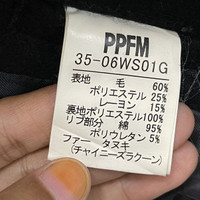 PPFM
35-06WS01G
表地 毛 60%
ポリエステル 25%
レーヨン 15%
裏地 ポリエステル100%
リブ部分 綿 95%
ポリウレタン 5%
ファー タヌキ
(チャイニーズラクーン)